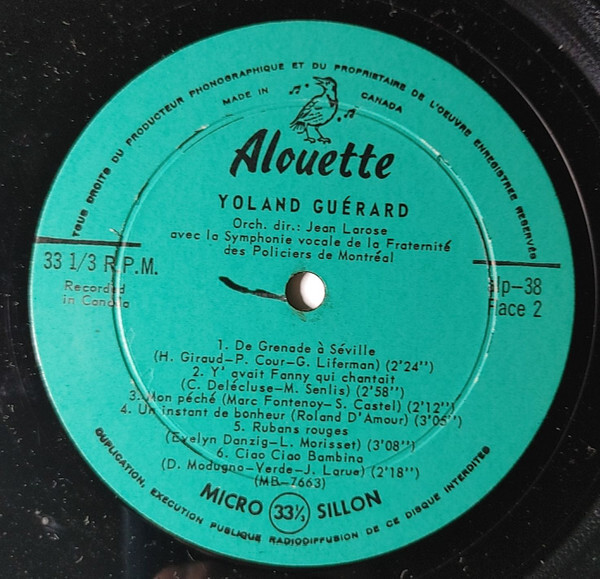 TOUS DROITS DU PRODUCTEUR PHONOGRAPHIQUE ET DU PROPRIETAIRE DE L'OEUVRE ENREGISTREE RESERVES
MADE IN CANADA
Alouette
YOLAND GUÉRARD
Orch. dir.: Jean Larose
avec la Symphonie vocale de la Fraternité
des Policiers de Montréal
33 1/3 R.P.M.
Recorded
in Canada
alp-38
Face 2
1. De Grenade à Séville
(H. Giraud-P. Cour-G. Liferman) (2'24'')
2. Y' avait Fanny qui chantait
(C. Delécluse-M. Senlis) (2'58'')
3. Mon péché (Marc Fontenoy-S. Castel) (2'12'')
4. Un instant de bonheur (Roland D'Amour) (3'05'')
5. Rubans rouges
(Evelyn Danzig-L. Morisset) (3'08'')
6. Ciao Ciao Bambina
(D. Modugno-Verde-J. Larue) (2'18'')
(MB-7663)
MICRO 33⅓ SILLON
DUPLICATION, EXECUTION PUBLIQUE RADIODIFFUSION DE CE DISQUE INTERDITES